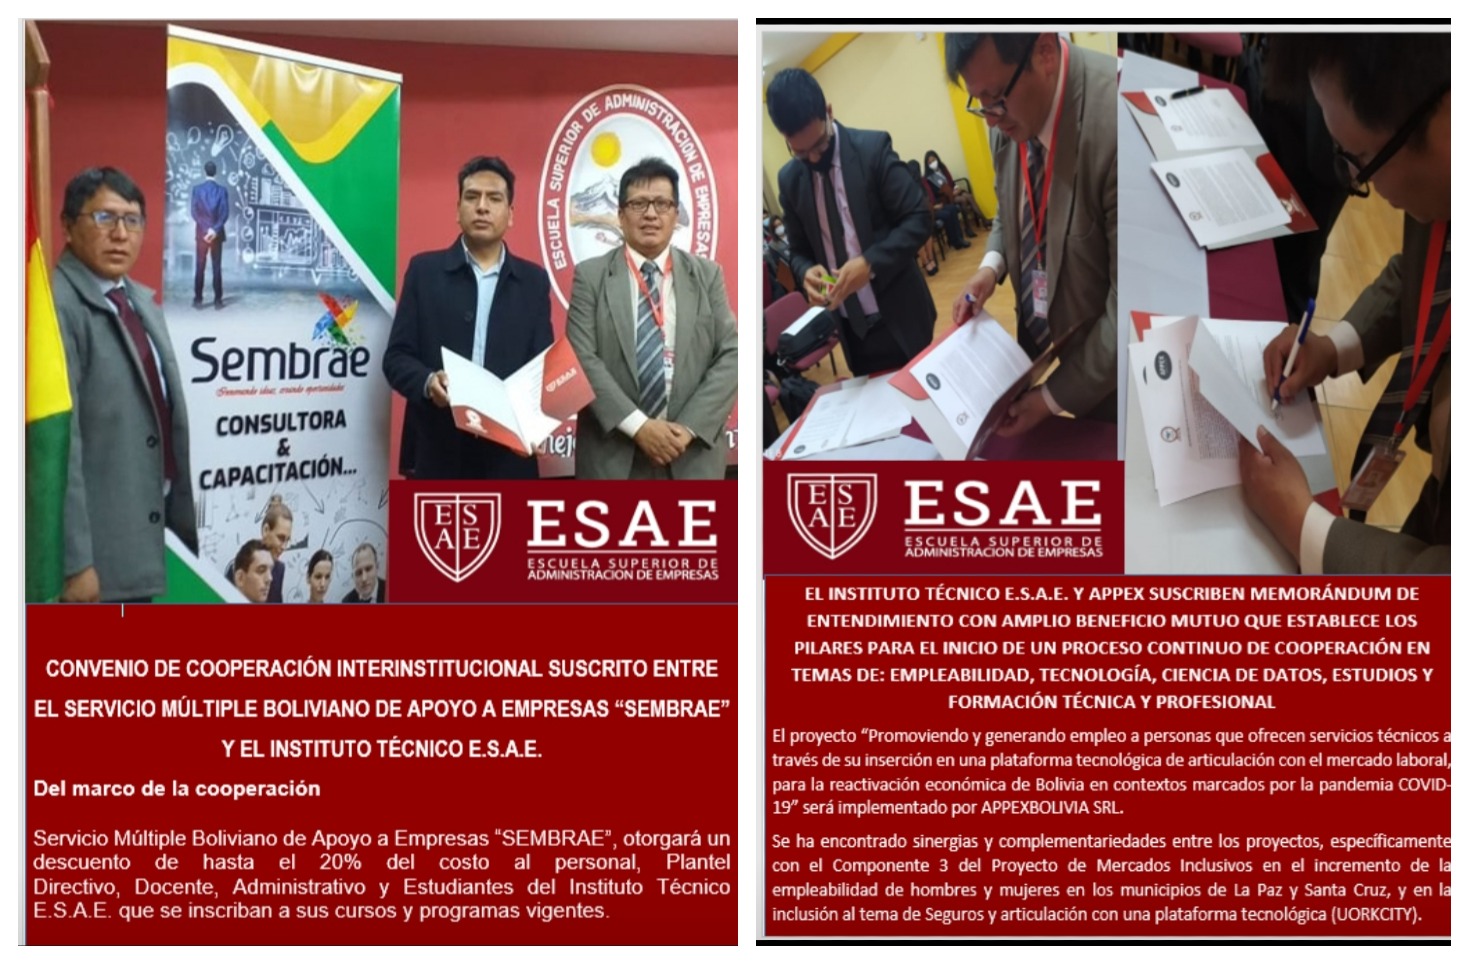 ESCUELA SUPERIOR DE ADMINISTRACION DE EMPRESAS
Sembrae
Innovando ideas, creando oportunidades
CONSULTORA
&
CAPACITACIÓN...
ESAE
ES
AE
ESAE
ESCUELA SUPERIOR DE
ADMINISTRACION DE EMPRESAS
CONVENIO DE COOPERACIÓN INTERINSTITUCIONAL SUSCRITO ENTRE
EL SERVICIO MÚLTIPLE BOLIVIANO DE APOYO A EMPRESAS “SEMBRAE”
Y EL INSTITUTO TÉCNICO E.S.A.E.
Del marco de la cooperación
Servicio Múltiple Boliviano de Apoyo a Empresas “SEMBRAE”, otorgará un
descuento de hasta el 20% del costo al personal, Plantel
Directivo, Docente, Administrativo y Estudiantes del Instituto Técnico
E.S.A.E. que se inscriban a sus cursos y programas vigentes.
ES
AE
ESAE
ESCUELA SUPERIOR DE
ADMINISTRACION DE EMPRESAS
EL INSTITUTO TÉCNICO E.S.A.E. Y APPEX SUSCRIBEN MEMORÁNDUM DE
ENTENDIMIENTO CON AMPLIO BENEFICIO MUTUO QUE ESTABLECE LOS
PILARES PARA EL INICIO DE UN PROCESO CONTINUO DE COOPERACIÓN EN
TEMAS DE: EMPLEABILIDAD, TECNOLOGÍA, CIENCIA DE DATOS, ESTUDIOS Y
FORMACIÓN TÉCNICA Y PROFESIONAL
El proyecto “Promoviendo y generando empleo a personas que ofrecen servicios técnicos a
través de su inserción en una plataforma tecnológica de articulación con el mercado laboral,
para la reactivación económica de Bolivia en contextos marcados por la pandemia COVID-
19” será implementado por APPEXBOLIVIA SRL.
Se ha encontrado sinergias y complementariedades entre los proyectos, específicamente
con el Componente 3 del Proyecto de Mercados Inclusivos en el incremento de la
empleabilidad de hombres y mujeres en los municipios de La Paz y Santa Cruz, y en la
inclusión al tema de Seguros y articulación con una plataforma tecnológica (UORKCITY).